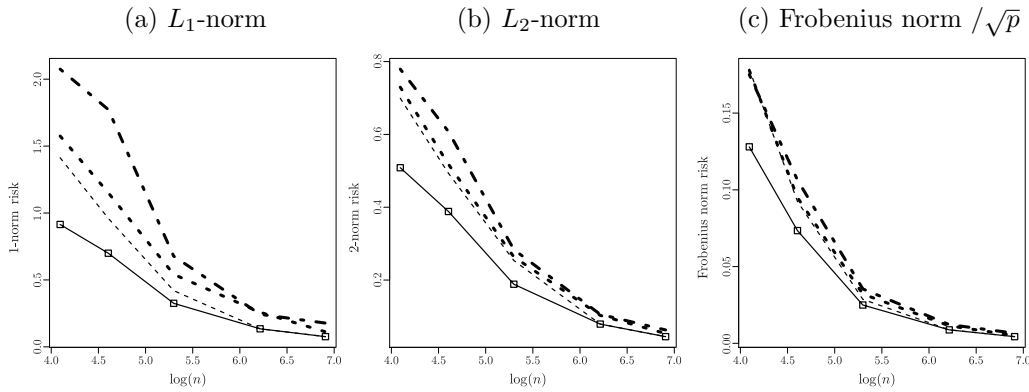 (a) L₁-norm
(b) L₂-norm
(c) Frobenius norm /√p
1-norm risk
0.0 0.5 1.0 1.5 2.0
4.0 4.5 5.0 5.5 6.0 6.5 7.0
log(n)
2-norm risk
0.2 0.4 0.6 0.8
4.0 4.5 5.0 5.5 6.0 6.5 7.0
log(n)
Frobenius norm risk
0.00 0.05 0.10 0.15
4.0 4.5 5.0 5.5 6.0 6.5 7.0
log(n)